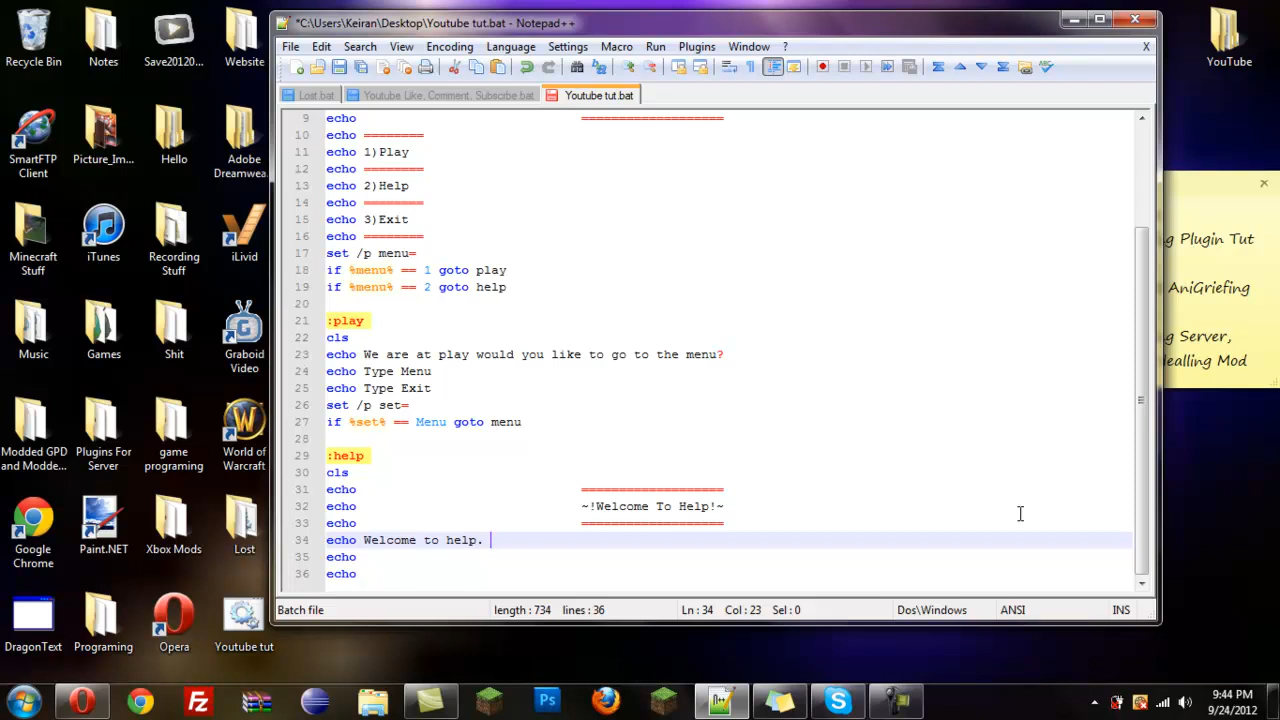 *C:\Users\Keiran\Desktop\Youtube tut.bat - Notepad++
File Edit Search View Encoding Language Settings Macro Run Plugins Window ?
X
Lost.bat
Youtube Like, Comment, Subscribe.bat
Youtube tut.bat
9 echo ===================
10 echo ========
11 echo 1)Play
12 echo ========
13 echo 2)Help
14 echo ========
15 echo 3)Exit
16 echo ========
17 set /p menu=
18 if %menu% == 1 goto play
19 if %menu% == 2 goto help
20
21 :play
22 cls
23 echo We are at play would you like to go to the menu?
24 echo Type Menu
25 echo Type Exit
26 set /p set=
27 if %set% == Menu goto menu
28
29 :help
30 cls
31 echo ===================
32 echo ~!Welcome To Help!~
33 echo ===================
34 echo Welcome to help.
35 echo
36 echo
Batch file
length : 734 lines : 36
Ln : 34 Col : 23 Sel : 0
Dos\Windows
ANSI
INS
Recycle Bin
Notes
Save20120...
Website
SmartFTP Client
Picture_Im...
Hello
Adobe Dreamwea...
Minecraft Stuff
iTunes
Recording Stuff
iLivid
Music
Games
Shit
Graboid Video
Modded GPD and Modde...
Plugins For Server
game programing
World of Warcraft
Google Chrome
Paint.NET
Xbox Mods
Lost
DragonText
Programing
Opera
Youtube tut
YouTube
g Plugin Tut
AniGriefing
g Server,
ealling Mod
9:44 PM
9/24/2012